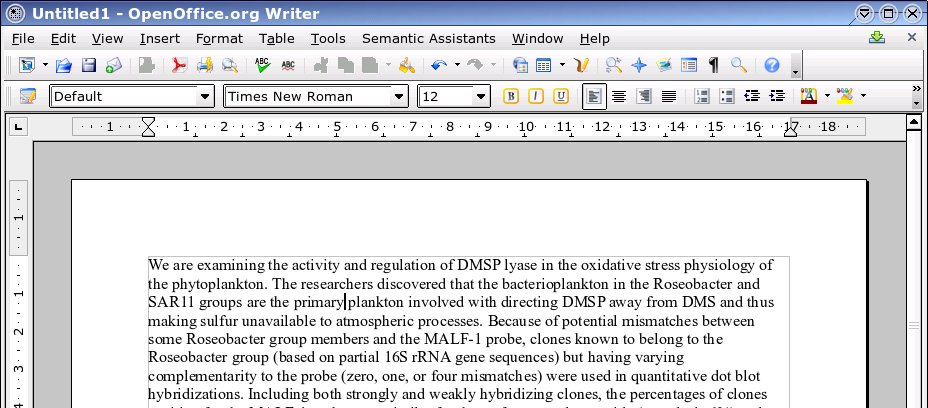 Untitled1 - OpenOffice.org Writer
File Edit View Insert Format Table Tools Semantic Assistants Window Help
ABC ABC
Default Times New Roman 12 B I U A
1 1 2 3 4 5 6 7 8 9 10 11 12 13 14 15 16 17 18
1
1
2
3
We are examining the activity and regulation of DMSP lyase in the oxidative stress physiology of
the phytoplankton. The researchers discovered that the bacterioplankton in the Roseobacter and
SAR11 groups are the primary plankton involved with directing DMSP away from DMS and thus
making sulfur unavailable to atmospheric processes. Because of potential mismatches between
some Roseobacter group members and the MALF-1 probe, clones known to belong to the
Roseobacter group (based on partial 16S rRNA gene sequences) but having varying
complementarity to the probe (zero, one, or four mismatches) were used in quantitative dot blot
hybridizations. Including both strongly and weakly hybridizing clones, the percentages of clones